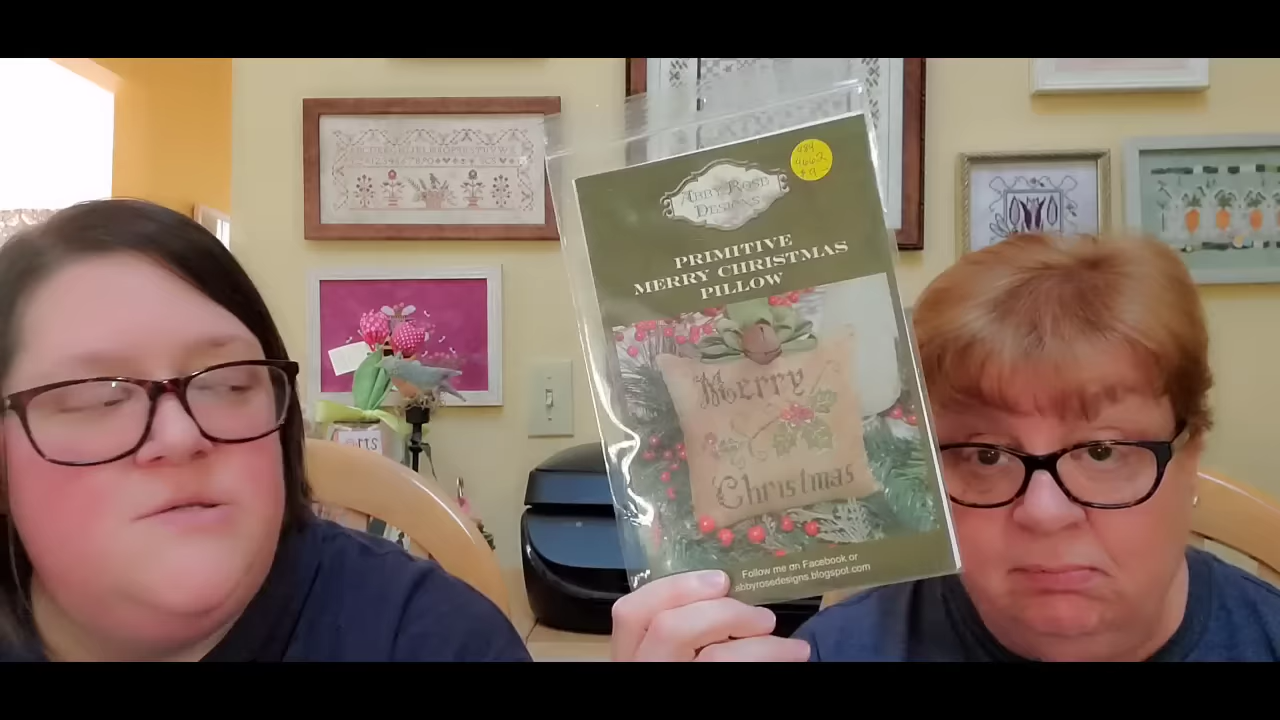 ABBY ROSE
DESIGNS
PRIMITIVE
MERRY CHRISTMAS
PILLOW
Merry
Christmas
Follow me on Facebook or
abbyrosedesigns.blogspot.com